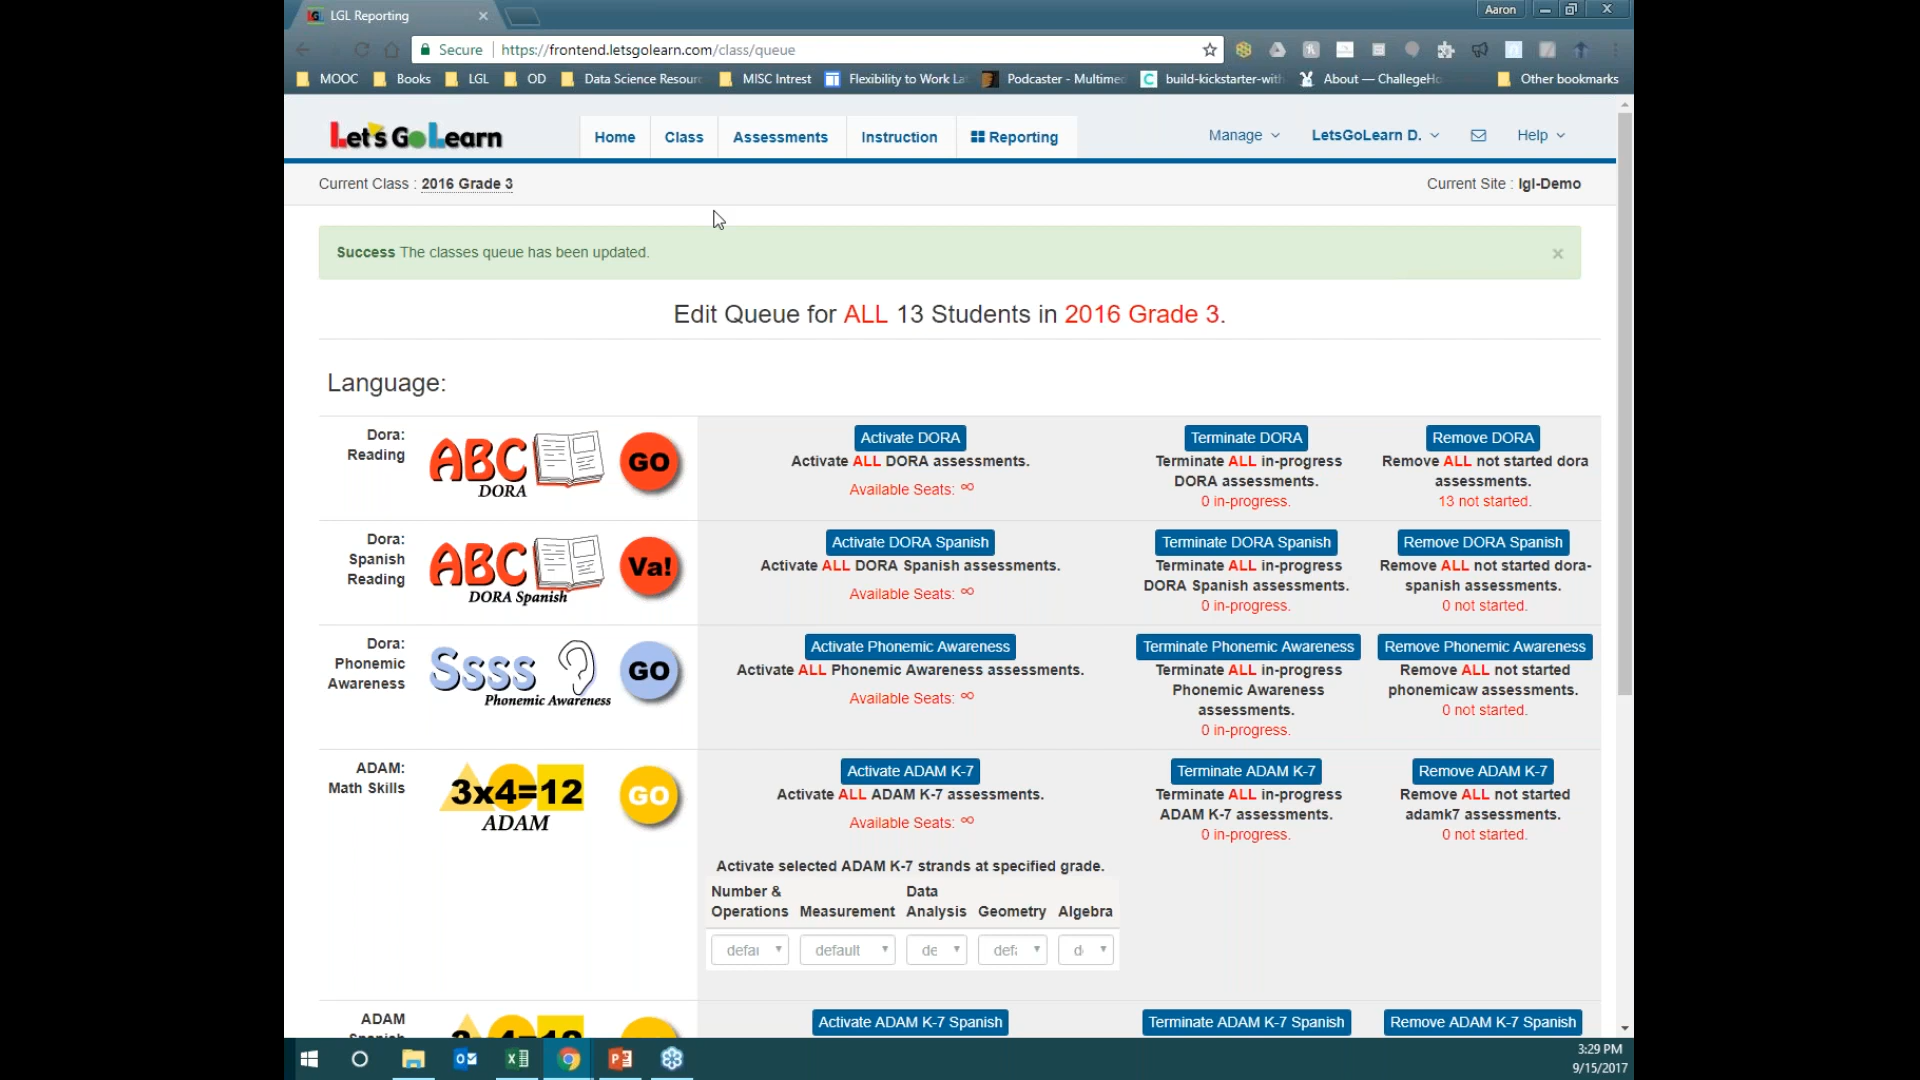 LGL Reporting
Aaron
Secure https://frontend.letsgolearn.com/class/queue
MOOC Books LGL OD Data Science Resour MISC Intrest Flexibility to Work La Podcaster - Multimed build-kickstarter-with About — ChallegeHo Other bookmarks
Let's Go Learn Home Class Assessments Instruction Reporting Manage LetsGoLearn D. Help
Current Class : 2016 Grade 3 Current Site : lgl-Demo
Success The classes queue has been updated. ×
Edit Queue for ALL 13 Students in 2016 Grade 3.
Language:
Dora:
Reading
ABC
DORA
GO
Activate DORA
Activate ALL DORA assessments.
Available Seats: ∞
Terminate DORA
Terminate ALL in-progress
DORA assessments.
0 in-progress.
Remove DORA
Remove ALL not started dora
assessments.
13 not started.
Dora:
Spanish
Reading
ABC
DORA Spanish
Va!
Activate DORA Spanish
Activate ALL DORA Spanish assessments.
Available Seats: ∞
Terminate DORA Spanish
Terminate ALL in-progress
DORA Spanish assessments.
0 in-progress.
Remove DORA Spanish
Remove ALL not started dora-
spanish assessments.
0 not started.
Dora:
Phonemic
Awareness
Ssss
Phonemic Awareness
GO
Activate Phonemic Awareness
Activate ALL Phonemic Awareness assessments.
Available Seats: ∞
Terminate Phonemic Awareness
Terminate ALL in-progress
Phonemic Awareness
assessments.
0 in-progress.
Remove Phonemic Awareness
Remove ALL not started
phonemicaw assessments.
0 not started.
ADAM:
Math Skills
3x4=12
ADAM
GO
Activate ADAM K-7
Activate ALL ADAM K-7 assessments.
Available Seats: ∞
Terminate ADAM K-7
Terminate ALL in-progress
ADAM K-7 assessments.
0 in-progress.
Remove ADAM K-7
Remove ALL not started
adamk7 assessments.
0 not started.
Activate selected ADAM K-7 strands at specified grade.
Number &
Operations
Measurement
Data
Analysis
Geometry
Algebra
defau default de defa d
ADAM
Activate ADAM K-7 Spanish Terminate ADAM K-7 Spanish Remove ADAM K-7 Spanish
3:29 PM
9/15/2017